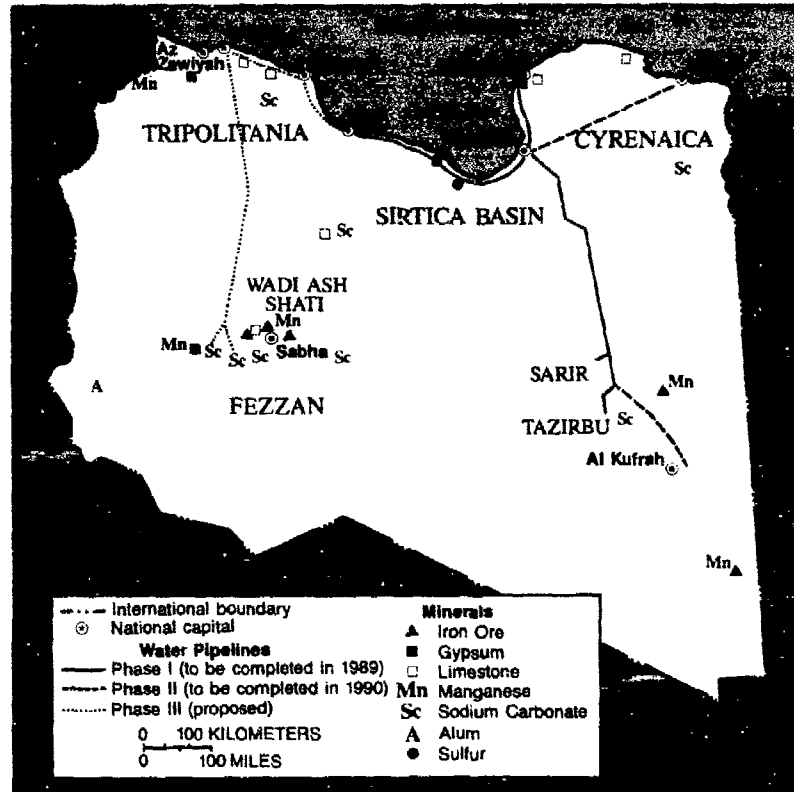 Az
Zawiyah
Mn
Sc
TRIPOLITANIA
CYRENAICA
Sc
SIRTICA BASIN
Sc
WADI ASH
SHATI
Mn
Mn
Sc
Sc
Sc
Sabha
Sc
SARIR
Mn
A
FEZZAN
TAZIRBU
Sc
Al Kufrah
Mn
International boundary
National capital
Water Pipelines
Phase I (to be completed in 1989)
Phase II (to be completed in 1990)
Phase III (proposed)
0 100 KILOMETERS
0 100 MILES
Minerals
Iron Ore
Gypsum
Limestone
Mn Manganese
Sc Sodium Carbonate
A Alum
Sulfur